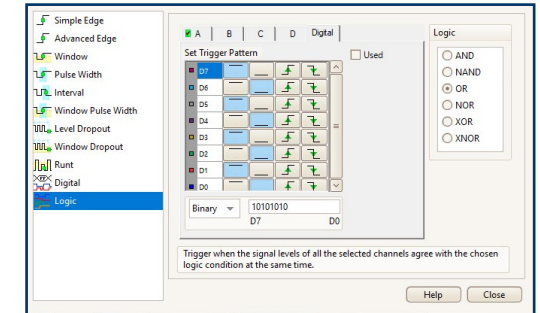 Simple Edge
Advanced Edge
Window
Pulse Width
Interval
Window Pulse Width
Level Dropout
Window Dropout
Runt
Digital
Logic
A B C D Digital
Set Trigger Pattern
Used
D7
D6
D5
D4
D3
D2
D1
D0
Binary 10101010
D7 D0
Logic
AND
NAND
OR
NOR
XOR
XNOR
Trigger when the signal levels of all the selected channels agree with the chosen
logic condition at the same time.
Help Close